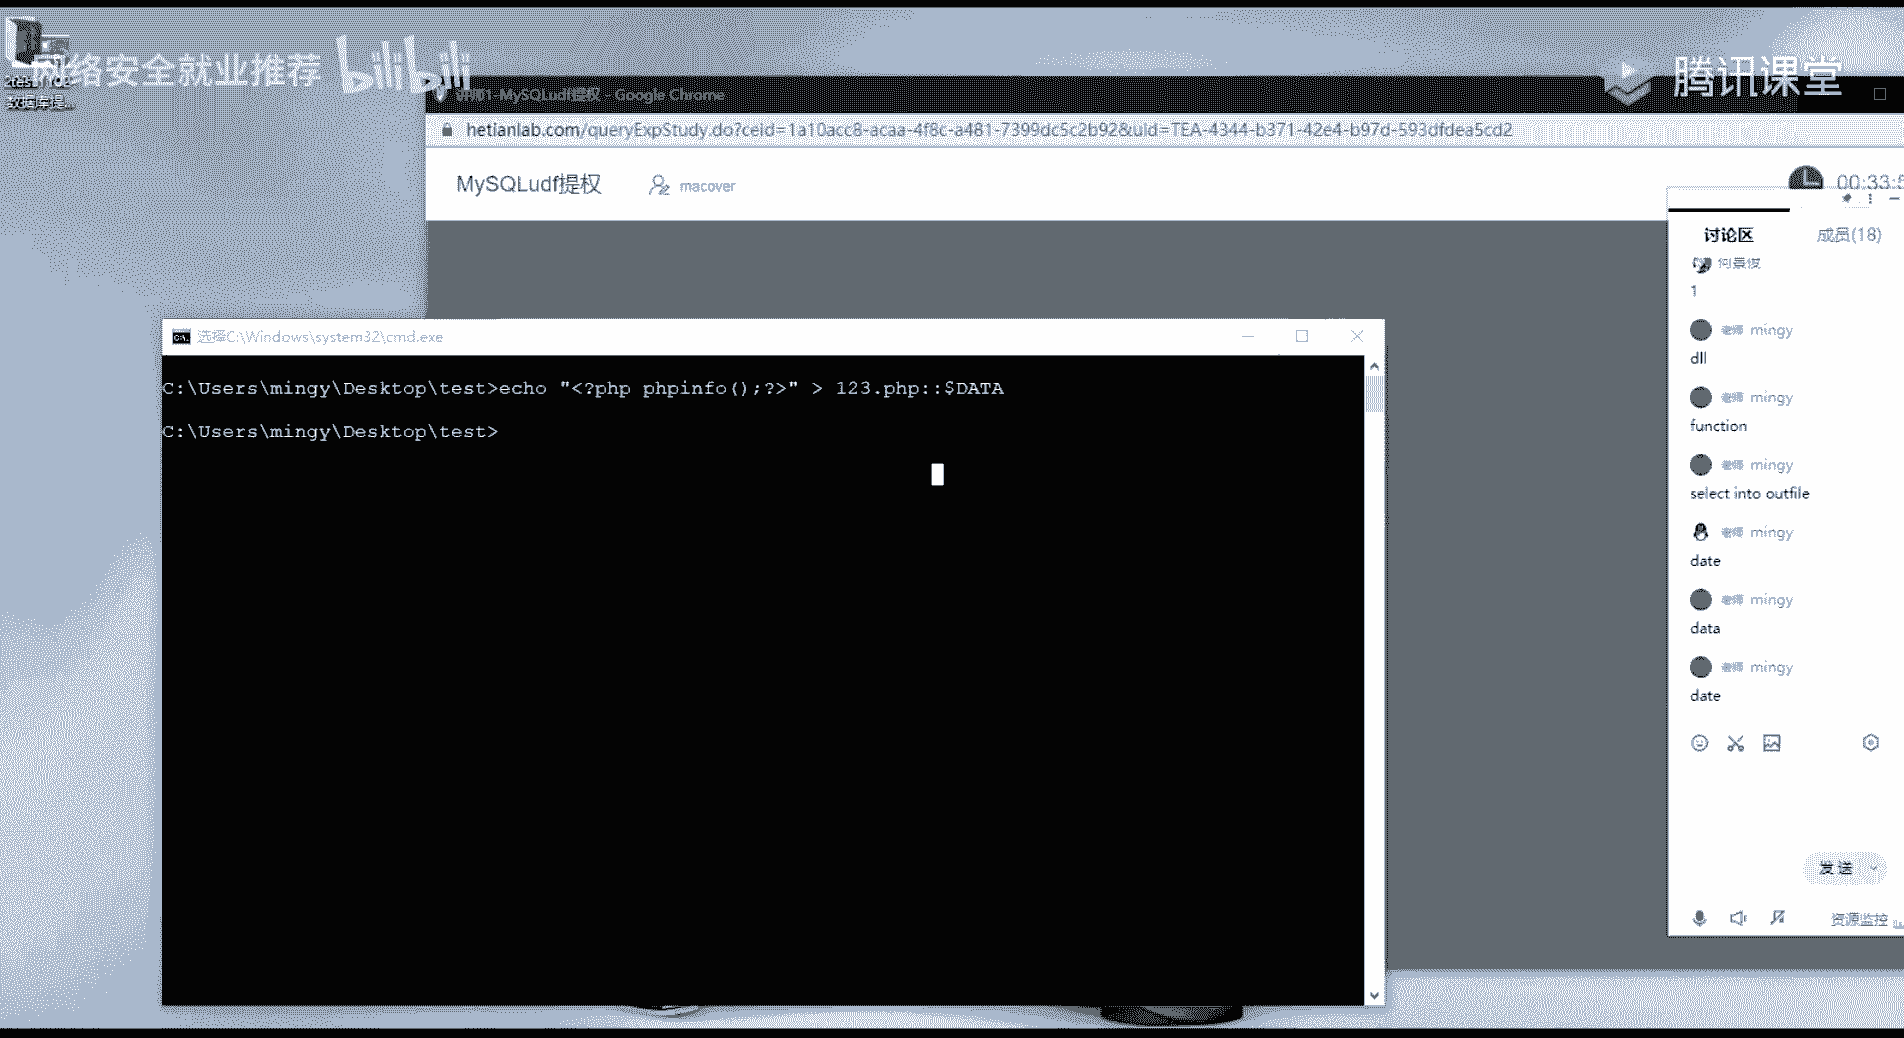 网络安全就业推荐 bilibili
腾讯课堂
数据库提...
讲师1-MySQLudf提权 - Google Chrome
hetianlab.com/queryExpStudy.do?ceid=1a10acc8-acaa-4f8c-a481-7399dc5c2b92&uid=TEA-4344-b371-42e4-b97d-593dfdea5cd2
MySQLudf提权 macover
00:33:5
讨论区 成员(18)
1
老师 mingy
dll
老师 mingy
function
老师 mingy
select into outfile
老师 mingy
date
老师 mingy
data
老师 mingy
date
发送
资源监控
选择C:\Windows\system32\cmd.exe
C:\Users\mingy\Desktop\test>echo "<?php phpinfo();?>" > 123.php::$DATA
C:\Users\mingy\Desktop\test>